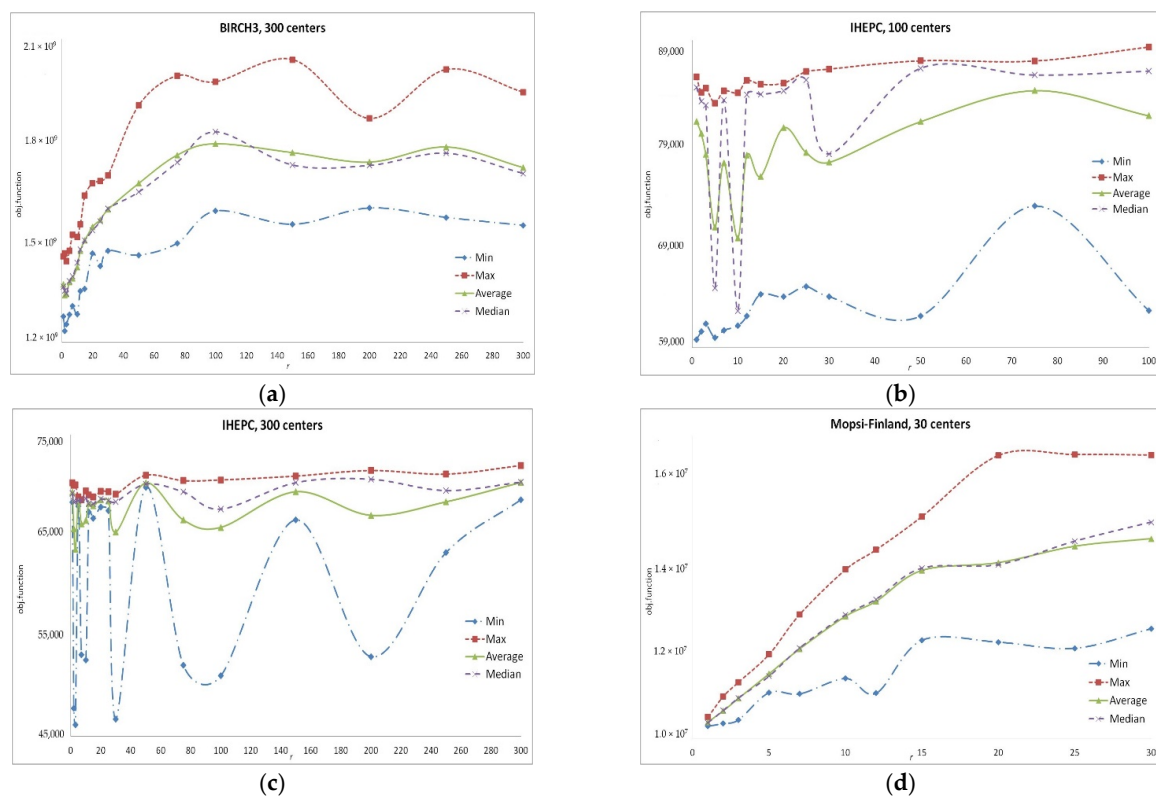 BIRCH3, 300 centers
2.1 × 10⁹
1.8 × 10⁹
1.5 × 10⁹
1.2 × 10⁹
obj.function
0 20 40 60 80 100 120 140 160 180 200 220 240 260 280 300
r
Min
Max
Average
Median
(a)
IHEPC, 100 centers
89,000
79,000
69,000
59,000
obj.function
0 10 20 30 40 50 60 70 80 90 100
r
Min
Max
Average
Median
(b)
IHEPC, 300 centers
75,000
65,000
55,000
45,000
obj.function
0 20 40 60 80 100 120 140 160 180 200 220 240 260 280 300
r
Min
Max
Average
Median
(c)
Mopsi-Finland, 30 centers
1.6 × 10⁷
1.4 × 10⁷
1.2 × 10⁷
1.0 × 10⁷
obj.function
5 10 15 20 25 30
r
Min
Max
Average
Median
(d)